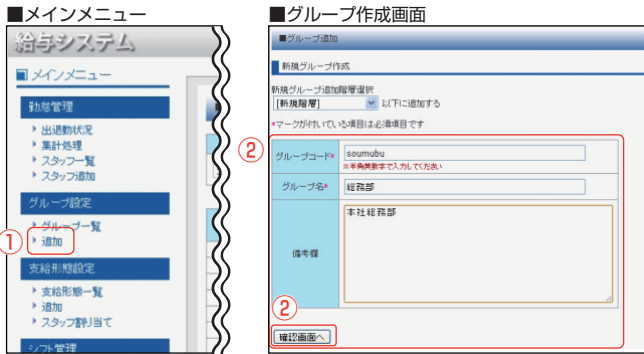 ■メインメニュー
給与システム
メインメニュー
勤怠管理
出退勤状況
集計処理
スタッフ一覧
スタッフ追加
グループ設定
グループ一覧
① 追加
支給形態設定
支給形態一覧
追加
スタッフ割り当て
シフト管理
■グループ作成画面
■グループ追加
新規グループ作成
新規グループ追加階層選択
[新規階層] 以下に追加する
*マークが付いている項目は必須項目です
②
グループコード* soumubu
※半角英数字で入力してください
グループ名* 総務部
備考欄 本社総務部
②
確認画面へ